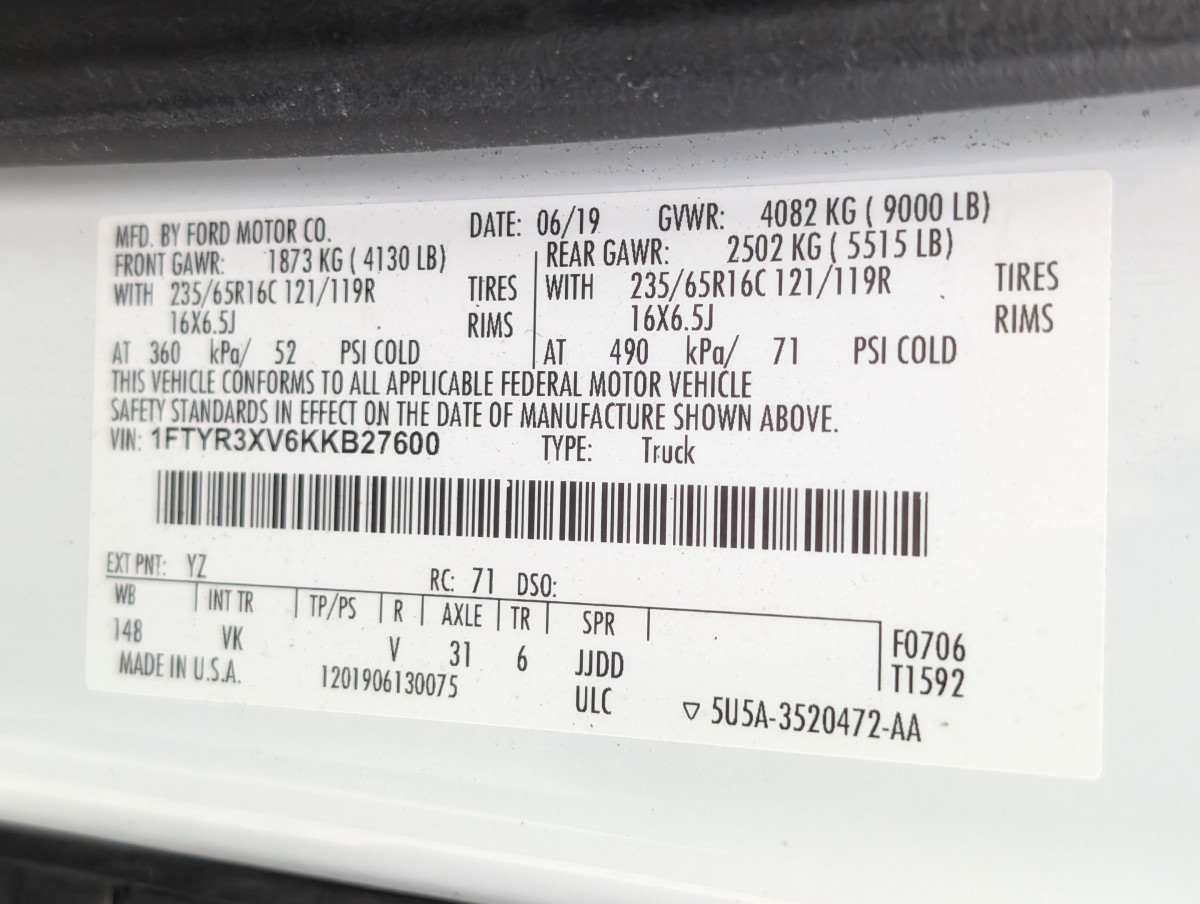 MFD. BY FORD MOTOR CO. DATE: 06/19 GVWR: 4082 KG ( 9000 LB)
FRONT GAWR: 1873 KG ( 4130 LB) REAR GAWR: 2502 KG ( 5515 LB)
WITH 235/65R16C 121/119R TIRES WITH 235/65R16C 121/119R TIRES
16X6.5J RIMS 16X6.5J RIMS
AT 360 kPa/ 52 PSI COLD AT 490 kPa/ 71 PSI COLD
THIS VEHICLE CONFORMS TO ALL APPLICABLE FEDERAL MOTOR VEHICLE
SAFETY STANDARDS IN EFFECT ON THE DATE OF MANUFACTURE SHOWN ABOVE.
VIN: 1FTYR3XV6KKB27600 TYPE: Truck
EXT PNT: YZ RC: 71 DSO:
WB INT TR TP/PS R AXLE TR SPR F0706
148 VK V 31 6 JJDD T1592
MADE IN U.S.A. 1201906130075 ULC ▽ 5U5A-3520472-AA